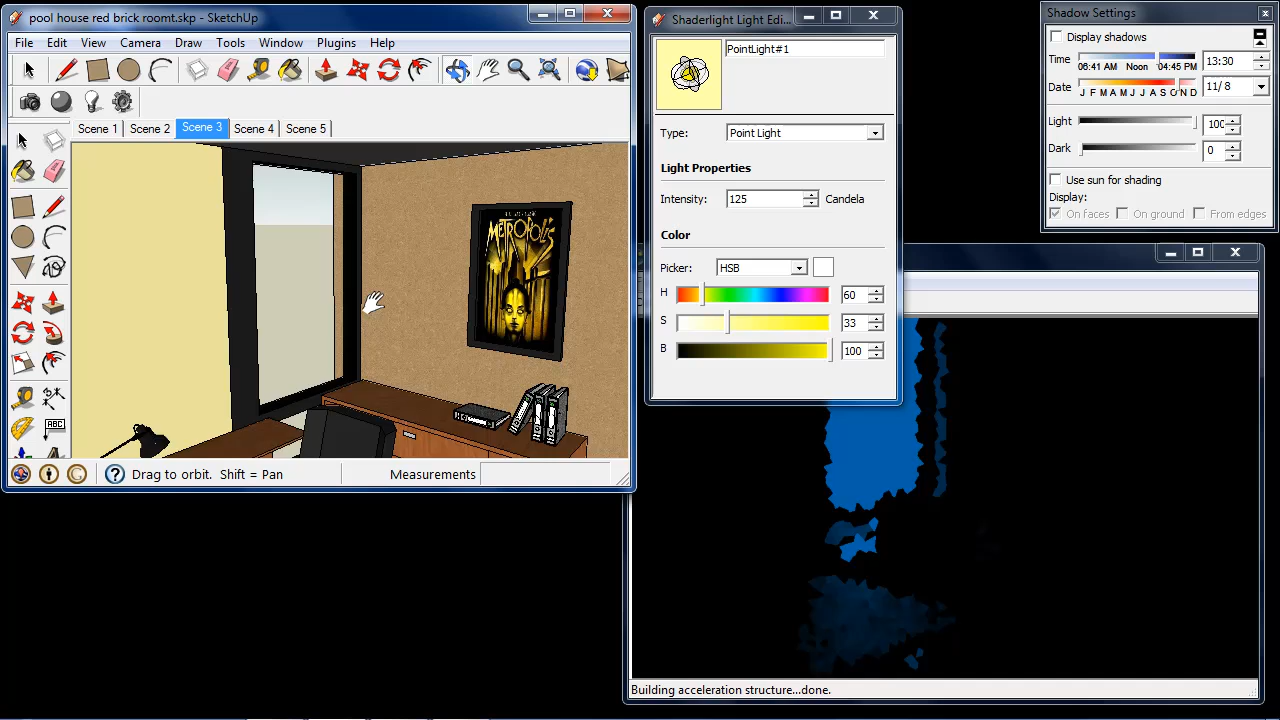 pool house red brick roomt.skp - SketchUp
File Edit View Camera Draw Tools Window Plugins Help
Scene 1 Scene 2 Scene 3 Scene 4 Scene 5
METROPOLIS
ABC
Drag to orbit. Shift = Pan
Measurements
Shaderlight Light Edi...
PointLight#1
Type: Point Light
Light Properties
Intensity: 125 Candela
Color
Picker: HSB
H 60
S 33
B 100
Shadow Settings
Display shadows
Time 06:41 AM Noon 04:45 PM 13:30
Date J F M A M J J A S O N D 11/ 8
Light 100
Dark 0
Use sun for shading
Display:
On faces On ground From edges
Building acceleration structure...done.